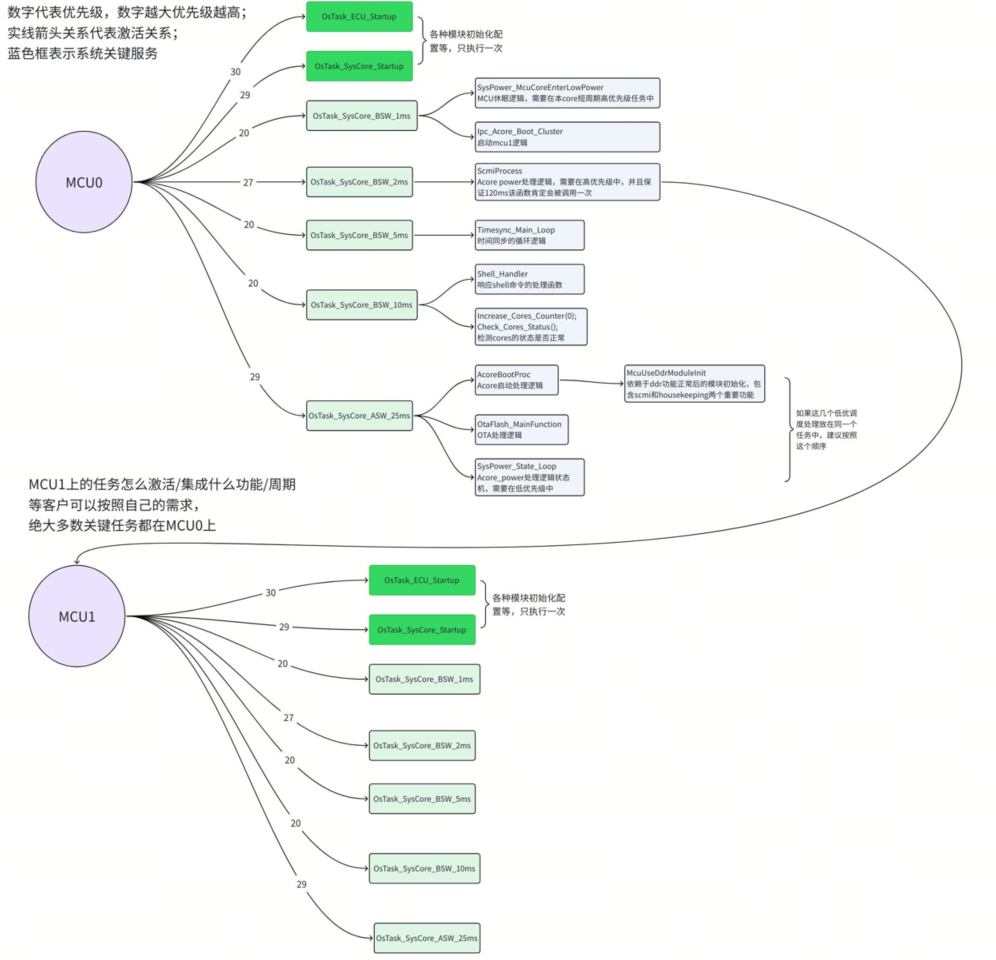 数字代表优先级，数字越大优先级越高；
实线箭头关系代表激活关系；
蓝色框表示系统关键服务
MCU0
30
29
20
27
20
20
29
OsTask_ECU_Startup
OsTask_SysCore_Startup
各种模块初始化配
置等，只执行一次
OsTask_SysCore_BSW_1ms
SysPower_McuCoreEnterLowPower
MCU休眠逻辑，需要在本core短周期高优先级任务中
Ipc_Acore_Boot_Cluster
启动mcu1逻辑
OsTask_SysCore_BSW_2ms
ScmiProcess
Acore power处理逻辑，需要在高优先级中，并且保
证120ms该函数肯定会被调用一次
OsTask_SysCore_BSW_5ms
Timesync_Main_Loop
时间同步的循环逻辑
OsTask_SysCore_BSW_10ms
Shell_Handler
响应shell命令的处理函数
Increase_Cores_Counter(0);
Check_Cores_Status();
检测cores的状态是否正常
OsTask_SysCore_ASW_25ms
AcoreBootProc
Acore启动处理逻辑
McuUseDdrModuleInit
依赖于ddr功能正常后的模块初始化，包
含scmi和housekeeping两个重要功能
OtaFlash_MainFunction
OTA处理逻辑
SysPower_State_Loop
Acore_power处理逻辑状态
机，需要在低优先级中
如果这几个低优调
度处理放在同一个
任务中，建议按照
这个顺序
MCU1上的任务怎么激活/集成什么功能/周期
等客户可以按照自己的需求，
绝大多数关键任务都在MCU0上
MCU1
30
29
20
27
20
20
29
OsTask_ECU_Startup
OsTask_SysCore_Startup
各种模块初始化配
置等，只执行一次
OsTask_SysCore_BSW_1ms
OsTask_SysCore_BSW_2ms
OsTask_SysCore_BSW_5ms
OsTask_SysCore_BSW_10ms
OsTask_SysCore_ASW_25ms